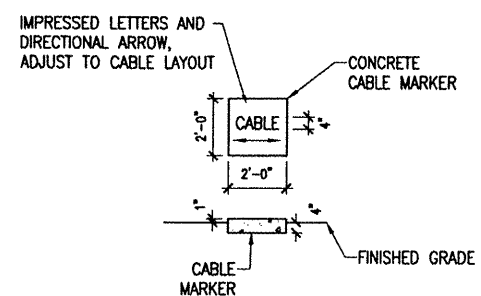 IMPRESSED LETTERS AND
DIRECTIONAL ARROW,
ADJUST TO CABLE LAYOUT
CONCRETE
CABLE MARKER
2'-0"
CABLE
4"
2'-0"
1"
4"
FINISHED GRADE
CABLE
MARKER